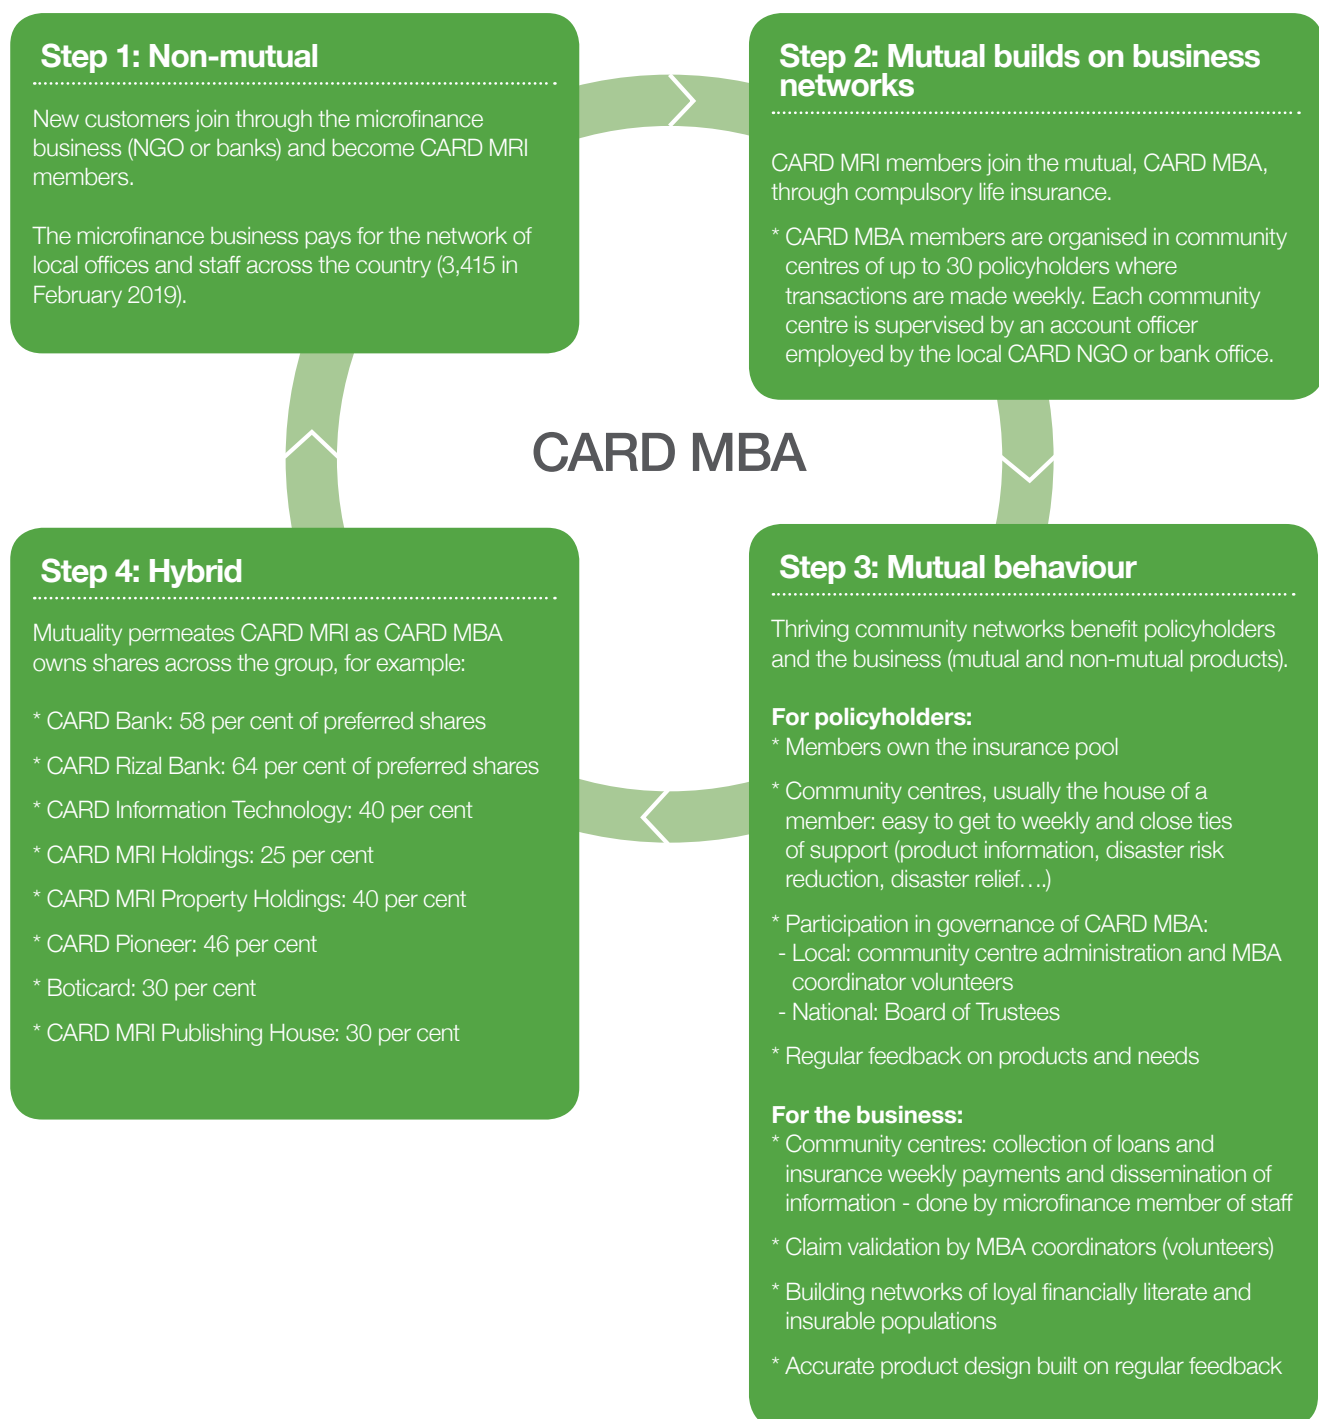 Step 1: Non-mutual
New customers join through the microfinance
business (NGO or banks) and become CARD MRI
members.
The microfinance business pays for the network of
local offices and staff across the country (3,415 in
February 2019).
Step 2: Mutual builds on business
networks
CARD MRI members join the mutual, CARD MBA,
through compulsory life insurance.
* CARD MBA members are organised in community
centres of up to 30 policyholders where
transactions are made weekly. Each community
centre is supervised by an account officer
employed by the local CARD NGO or bank office.
CARD MBA
Step 3: Mutual behaviour
Thriving community networks benefit policyholders
and the business (mutual and non-mutual products).
For policyholders:
* Members own the insurance pool
* Community centres, usually the house of a
member: easy to get to weekly and close ties
of support (product information, disaster risk
reduction, disaster relief….)
* Participation in governance of CARD MBA:
- Local: community centre administration and MBA
coordinator volunteers
- National: Board of Trustees
* Regular feedback on products and needs
For the business:
* Community centres: collection of loans and
insurance weekly payments and dissemination of
information - done by microfinance member of staff
* Claim validation by MBA coordinators (volunteers)
* Building networks of loyal financially literate and
insurable populations
* Accurate product design built on regular feedback
Step 4: Hybrid
Mutuality permeates CARD MRI as CARD MBA
owns shares across the group, for example:
* CARD Bank: 58 per cent of preferred shares
* CARD Rizal Bank: 64 per cent of preferred shares
* CARD Information Technology: 40 per cent
* CARD MRI Holdings: 25 per cent
* CARD MRI Property Holdings: 40 per cent
* CARD Pioneer: 46 per cent
* Boticard: 30 per cent
* CARD MRI Publishing House: 30 per cent